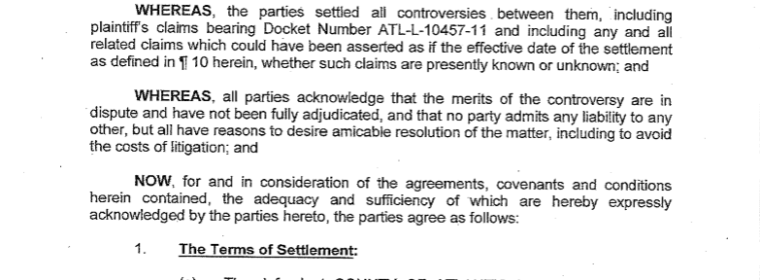 WHEREAS, the parties settled all controversies between them, including
plaintiff's claims bearing Docket Number ATL-L-10457-11 and including any and all
related claims which could have been asserted as if the effective date of the settlement
as defined in ¶ 10 herein, whether such claims are presently known or unknown; and
WHEREAS, all parties acknowledge that the merits of the controversy are in
dispute and have not been fully adjudicated, and that no party admits any liability to any
other, but all have reasons to desire amicable resolution of the matter, including to avoid
the costs of litigation; and
NOW, for and in consideration of the agreements, covenants and conditions
herein contained, the adequacy and sufficiency of which are hereby expressly
acknowledged by the parties hereto, the parties agree as follows:
1. The Terms of Settlement: